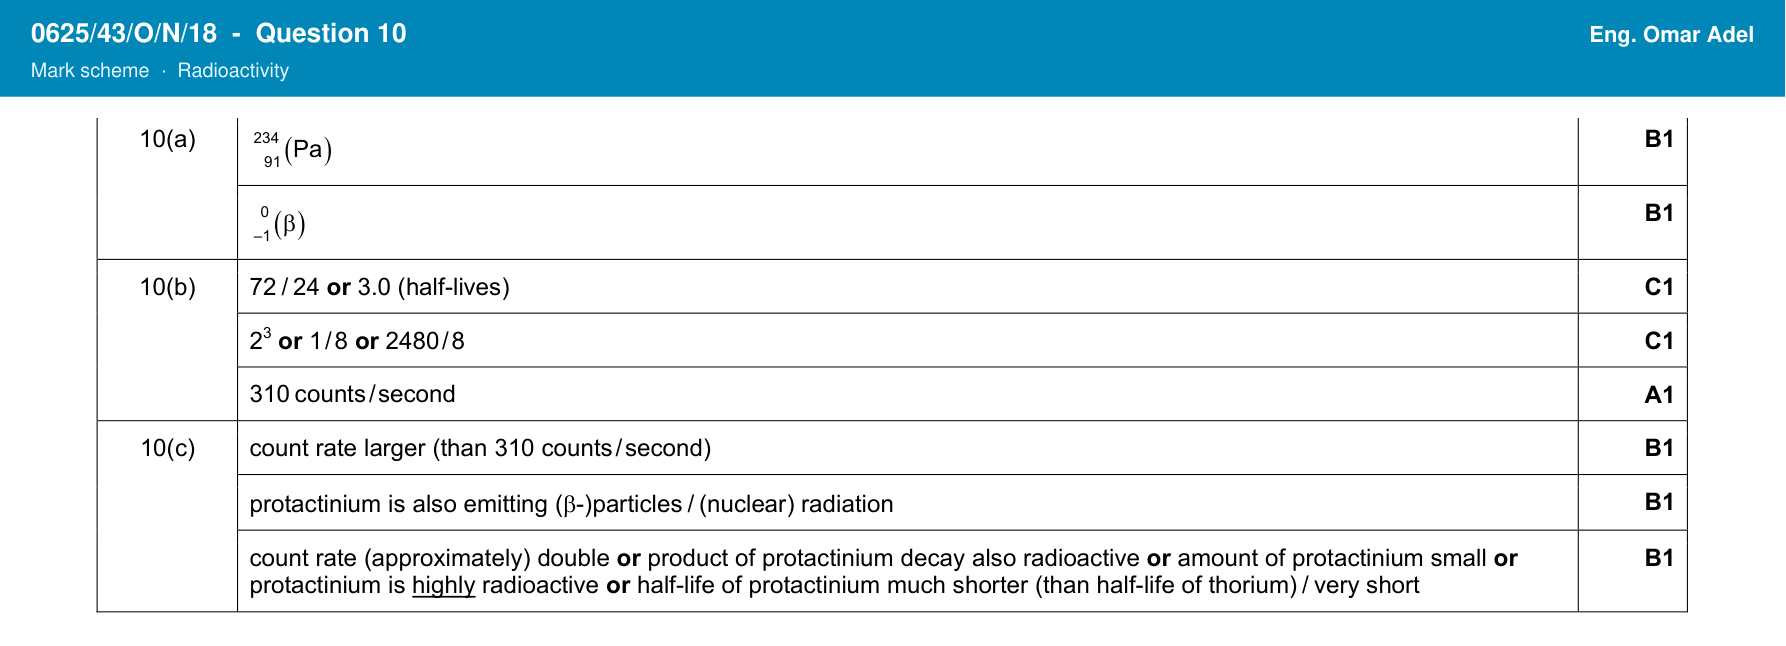 0625/43/O/N/18 - Question 10
Eng. Omar Adel
Mark scheme · Radioactivity
10(a) ²³⁴₉₁(Pa) B1
⁰₋₁(β) B1
10(b) 72/24 or 3.0 (half-lives) C1
2³ or 1/8 or 2480/8 C1
310 counts/second A1
10(c) count rate larger (than 310 counts/second) B1
protactinium is also emitting (β-)particles/(nuclear) radiation B1
count rate (approximately) double or product of protactinium decay also radioactive or amount of protactinium small or B1
protactinium is highly radioactive or half-life of protactinium much shorter (than half-life of thorium)/very short